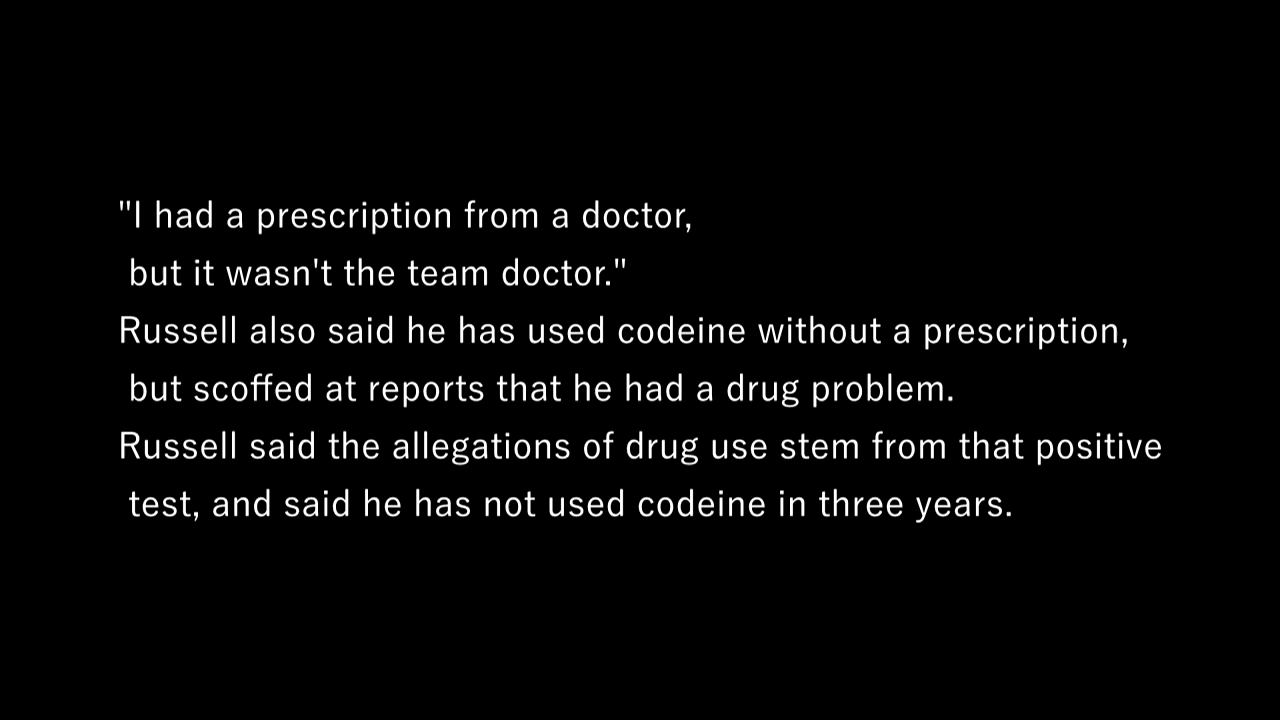 "I had a prescription from a doctor,
but it wasn't the team doctor."
Russell also said he has used codeine without a prescription,
but scoffed at reports that he had a drug problem.
Russell said the allegations of drug use stem from that positive
test, and said he has not used codeine in three years.